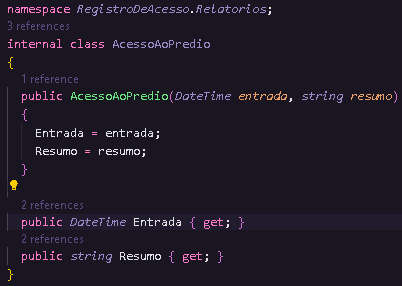 namespace RegistroDeAcesso.Relatorios;
3 references
internal class AcessoAoPredio
{
1 reference
public AcessoAoPredio(DateTime entrada, string resumo)
{
Entrada = entrada;
Resumo = resumo;
}
2 references
public DateTime Entrada { get; }
2 references
public string Resumo { get; }
}